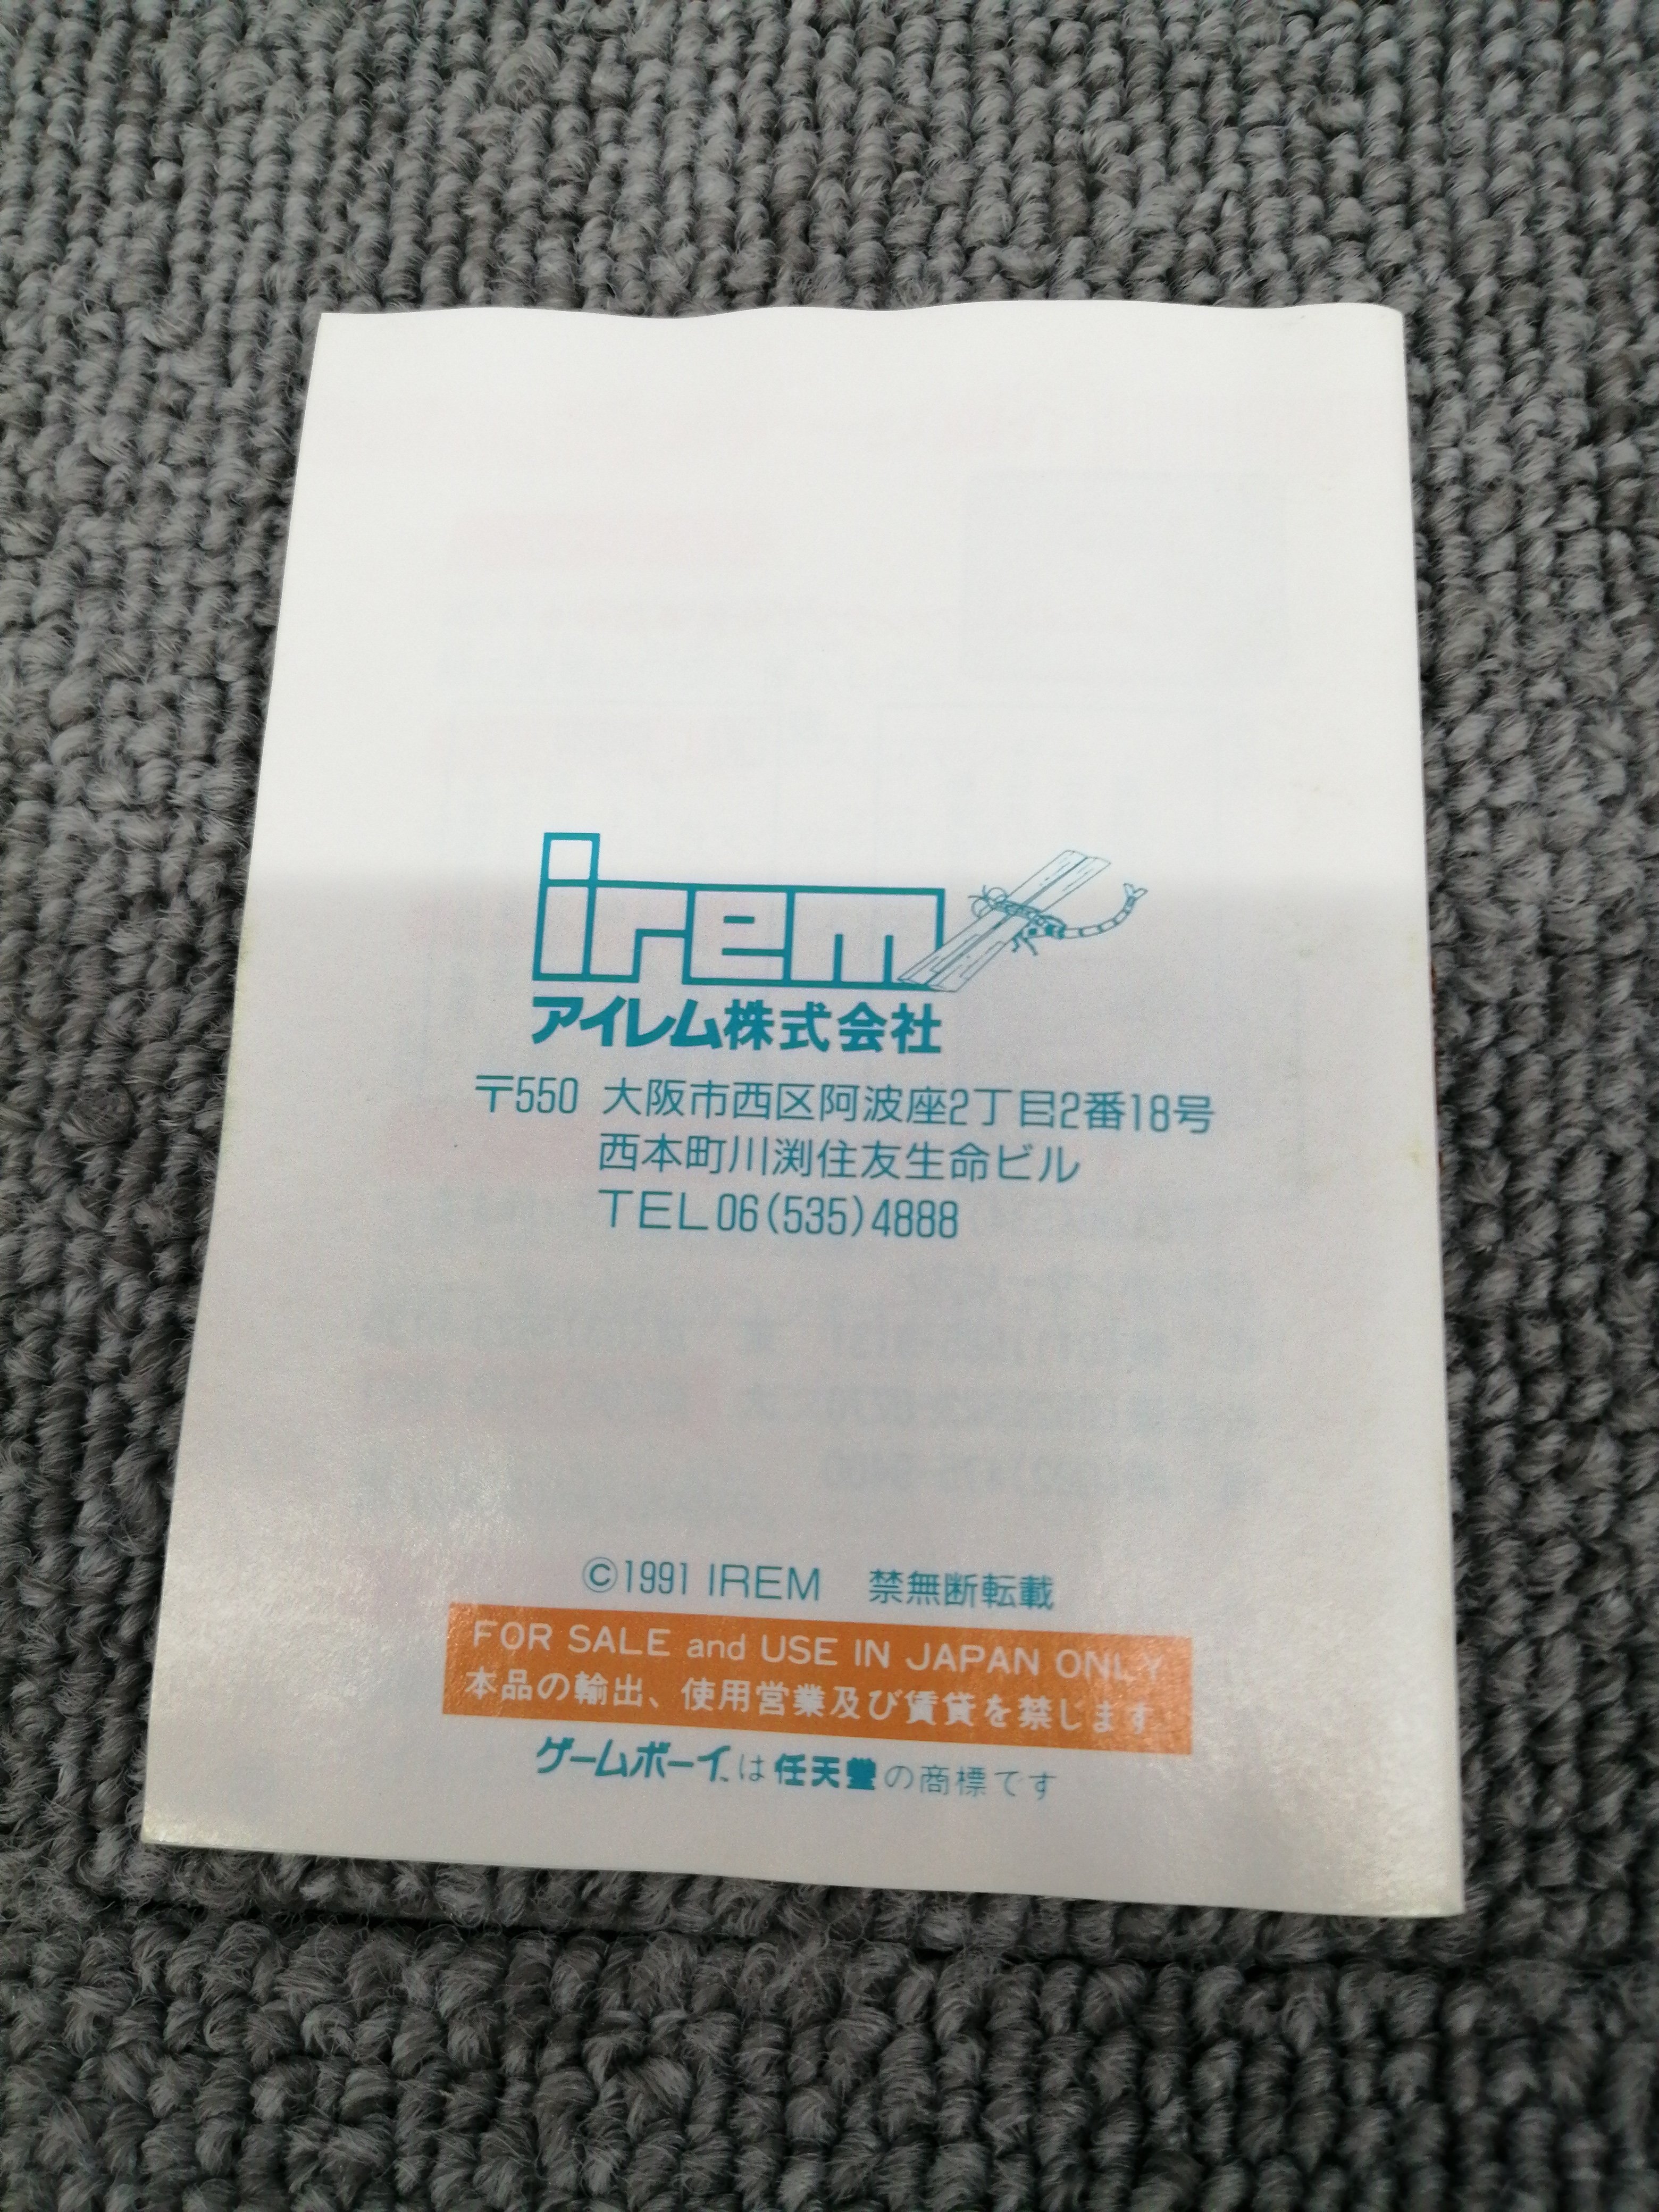 irem
アイレム株式会社
〒550 大阪市西区阿波座2丁目2番18号
西本町川渕住友生命ビル
TEL06(535)4888
©1991 IREM 禁無断転載
FOR SALE and USE IN JAPAN ONLY
本品の輸出、使用営業及び賃貸を禁じます
ゲームボーイは任天堂の商標です